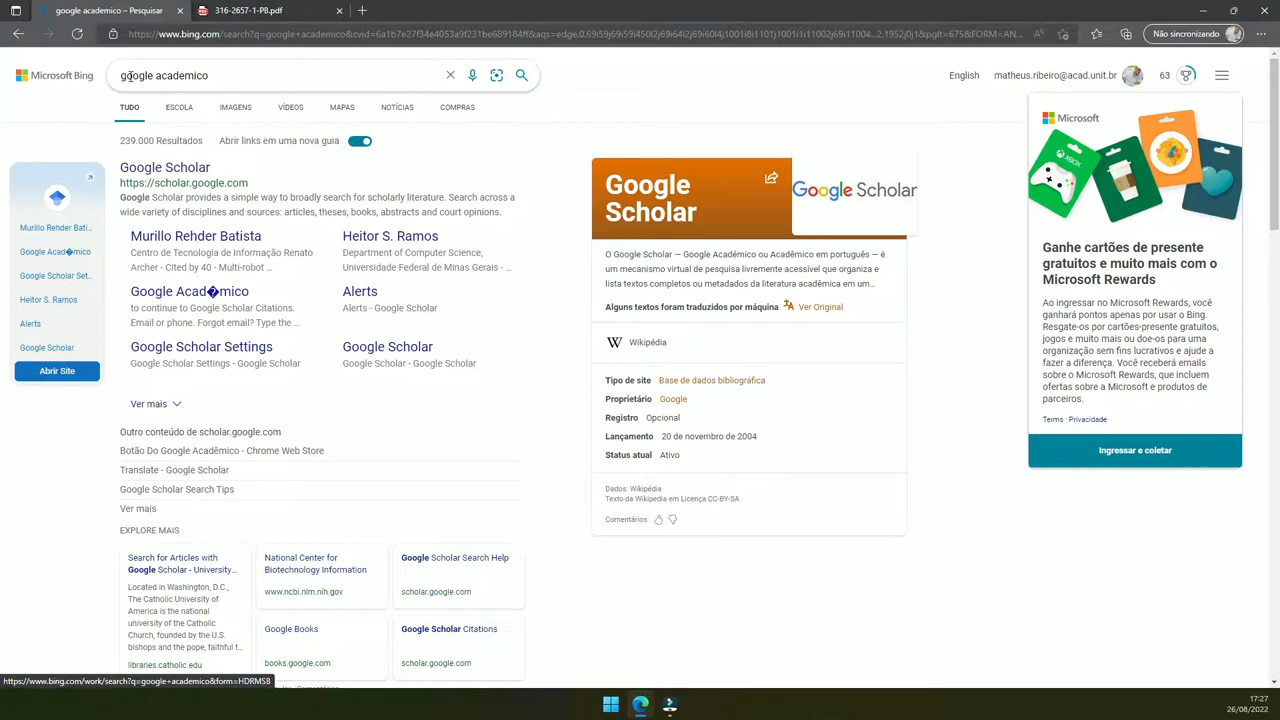 google academico – Pesquisar
316-2657-1-PB.pdf
https://www.bing.com/search?q=google+academico&cvid=6a1b7e27f34e4053a9f231be689184ff&aqs=edge.0.69i59j69i59i450l2j69i64l2j69i60l4j1001i8i1i1i11002j69i11004...2.1952j0j1&pglt=675&FORM=AN...
Não sincronizando
Microsoft Bing
google academico
English
matheus.ribeiro@acad.unit.br
63
TUDO
ESCOLA
IMAGENS
VÍDEOS
MAPAS
NOTÍCIAS
COMPRAS
239.000 Resultados
Abrir links em uma nova guia
Murillo Rehder Bati...
Google Acad�mico
Google Scholar Set...
Heitor S. Ramos
Alerts
Google Scholar
Abrir Site
Google Scholar
https://scholar.google.com
Google Scholar provides a simple way to broadly search for scholarly literature. Search across a
wide variety of disciplines and sources: articles, theses, books, abstracts and court opinions.
Murillo Rehder Batista
Centro de Tecnologia de Informação Renato
Archer - Cited by 40 - Multi-robot ...
Heitor S. Ramos
Department of Computer Science,
Universidade Federal de Minas Gerais - ...
Google Acad�mico
to continue to Google Scholar Citations.
Email or phone. Forgot email? Type the ...
Alerts
Alerts - Google Scholar
Google Scholar Settings
Google Scholar Settings - Google Scholar
Google Scholar
Google Scholar - Google Scholar
Ver mais
Outro conteúdo de scholar.google.com
Botão Do Google Acadêmico - Chrome Web Store
Translate - Google Scholar
Google Scholar Search Tips
Ver mais
EXPLORE MAIS
Search for Articles with
Google Scholar - University...
Located in Washington, D.C.,
The Catholic University of
America is the national
university of the Catholic
Church, founded by the U.S.
bishops and the pope, faithful t...
libraries.catholic.edu
National Center for
Biotechnology Information
www.ncbi.nlm.nih.gov
Google Scholar Search Help
scholar.google.com
Google Books
books.google.com
Google Scholar Citations
scholar.google.com
Google
Scholar
Google Scholar
O Google Scholar — Google Académico ou Acadêmico em português — é
um mecanismo virtual de pesquisa livremente acessível que organiza e
lista textos completos ou metadados da literatura acadêmica em um...
Alguns textos foram traduzidos por máquina
Ver Original
Wikipédia
Tipo de site Base de dados bibliográfica
Proprietário Google
Registro Opcional
Lançamento 20 de novembro de 2004
Status atual Ativo
Dados: Wikipédia
Texto da Wikipedia em Licença CC-BY-SA
Comentários
Microsoft
XBOX
Ganhe cartões de presente
gratuitos e muito mais com o
Microsoft Rewards
Ao ingressar no Microsoft Rewards, você
ganhará pontos apenas por usar o Bing.
Resgate-os por cartões-presente gratuitos,
jogos e muito mais ou doe-os para uma
organização sem fins lucrativos e ajude a
fazer a diferença. Você receberá emails
sobre o Microsoft Rewards, que incluem
ofertas sobre a Microsoft e produtos de
parceiros.
Terms · Privacidade
Ingressar e coletar
https://www.bing.com/work/search?q=google+academico&form=HDRMSB
17:27
26/08/2022